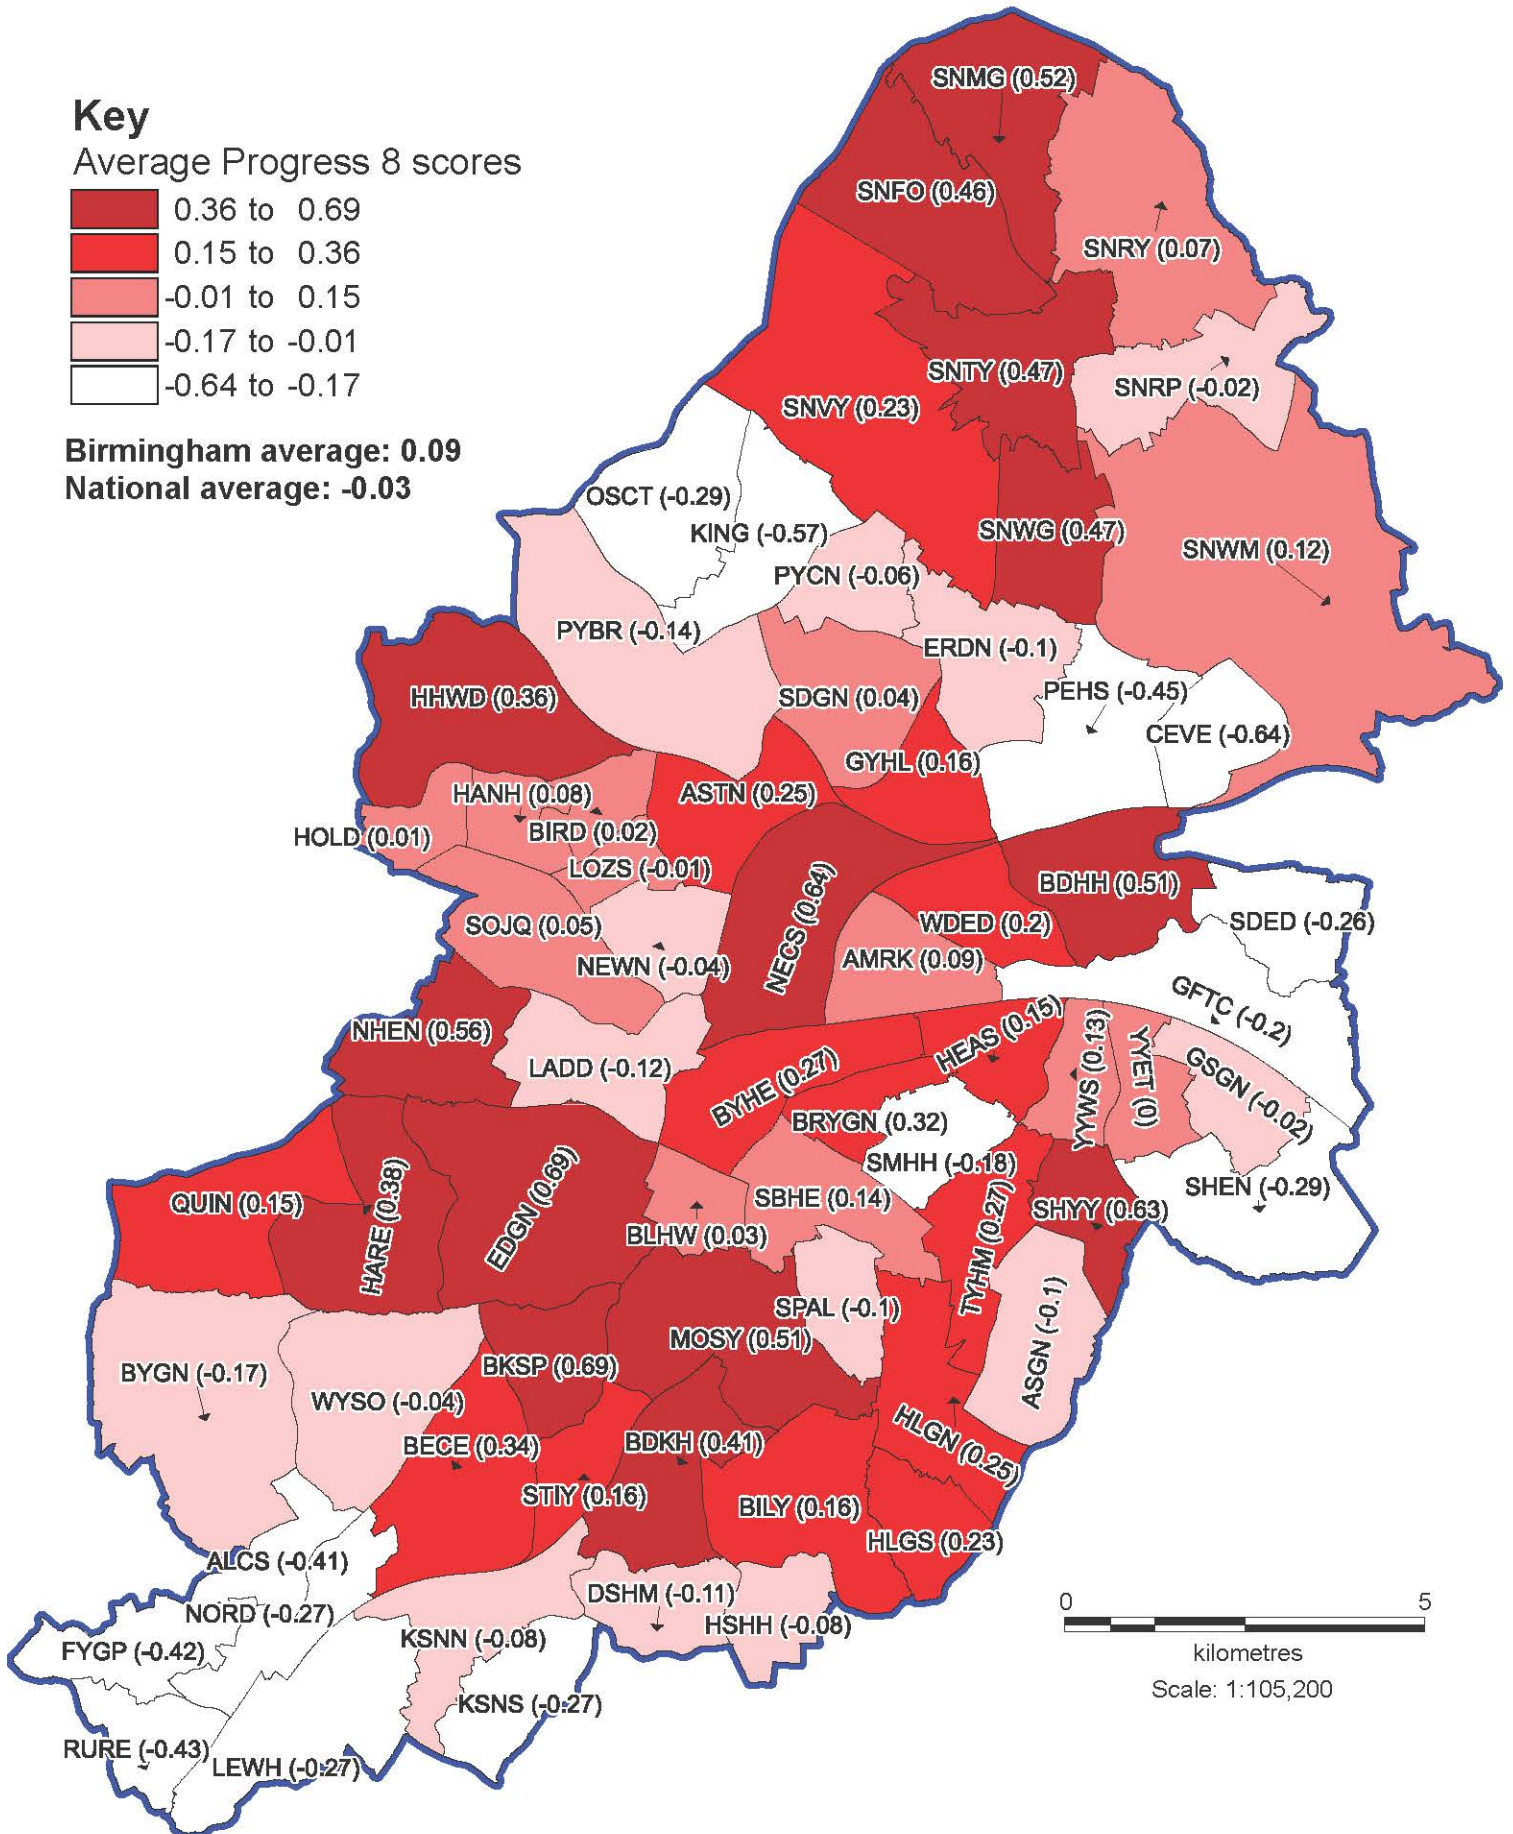 Key
Average Progress 8 scores
0.36 to 0.69
0.15 to 0.36
-0.01 to 0.15
-0.17 to -0.01
-0.64 to -0.17
Birmingham average: 0.09
National average: -0.03
SNMG (0.52)
SNFO (0.46)
SNRY (0.07)
SNTY (0.47)
SNRP (-0.02)
SNVY (0.23)
OSCT (-0.29)
KING (-0.57)
SNWG (0.47)
SNWM (0.12)
PYCN (-0.06)
PYBR (-0.14)
ERDN (-0.1)
HHWD (0.36)
SDGN (0.04)
PEHS (-0.45)
CEVE (-0.64)
GYHL (0.16)
HANH (0.08)
ASTN (0.25)
HOLD (0.01)
BIRD (0.02)
LOZS (-0.01)
NECS (0.64)
BDHH (0.51)
SOJQ (0.05)
WDED (0.2)
SDED (-0.26)
NEWN (-0.04)
AMRK (0.09)
GFTC (-0.2)
NHEN (0.56)
LADD (-0.12)
HEAS (0.15)
YYWS (0.13)
YYET (0)
GSGN (-0.02)
BYHE (0.27)
BRYGN (0.32)
SMHH (-0.18)
QUIN (0.15)
HARE (0.38)
EDGN (0.69)
SBHE (0.14)
SHYY (0.63)
SHEN (-0.29)
BLHW (0.03)
TYHM (0.27)
SPAL (-0.1)
MOSY (0.51)
ASGN (-0.1)
BYGN (-0.17)
BKSP (0.69)
WYSO (-0.04)
BECE (0.34)
BDKH (0.41)
HLGN (0.25)
STIY (0.16)
BILY (0.16)
HLGS (0.23)
ALCS (-0.41)
DSHM (-0.11)
NORD (-0.27)
HSHH (-0.08)
FYGP (-0.42)
KSNN (-0.08)
KSNS (-0.27)
RURE (-0.43)
LEWH (-0.27)
0 5
kilometres
Scale: 1:105,200